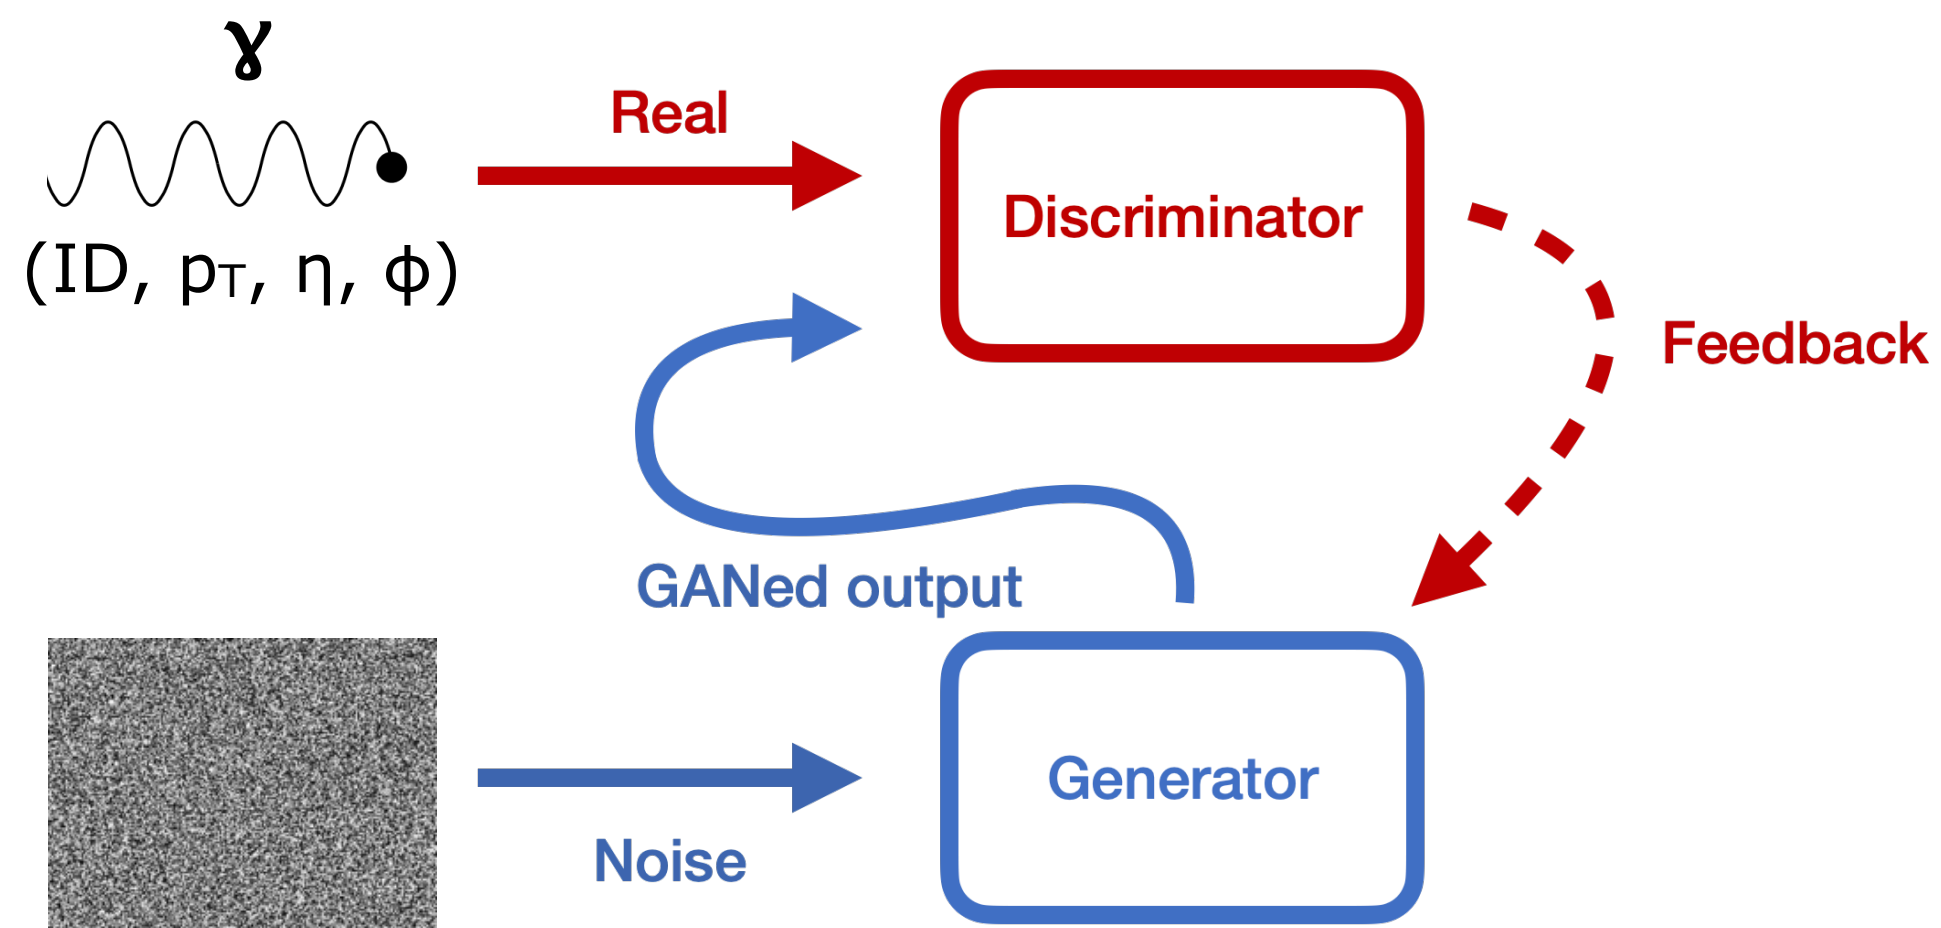 ɣ
Real
(ID, pT, η, ϕ)
Discriminator
Feedback
GANed output
Generator
Noise